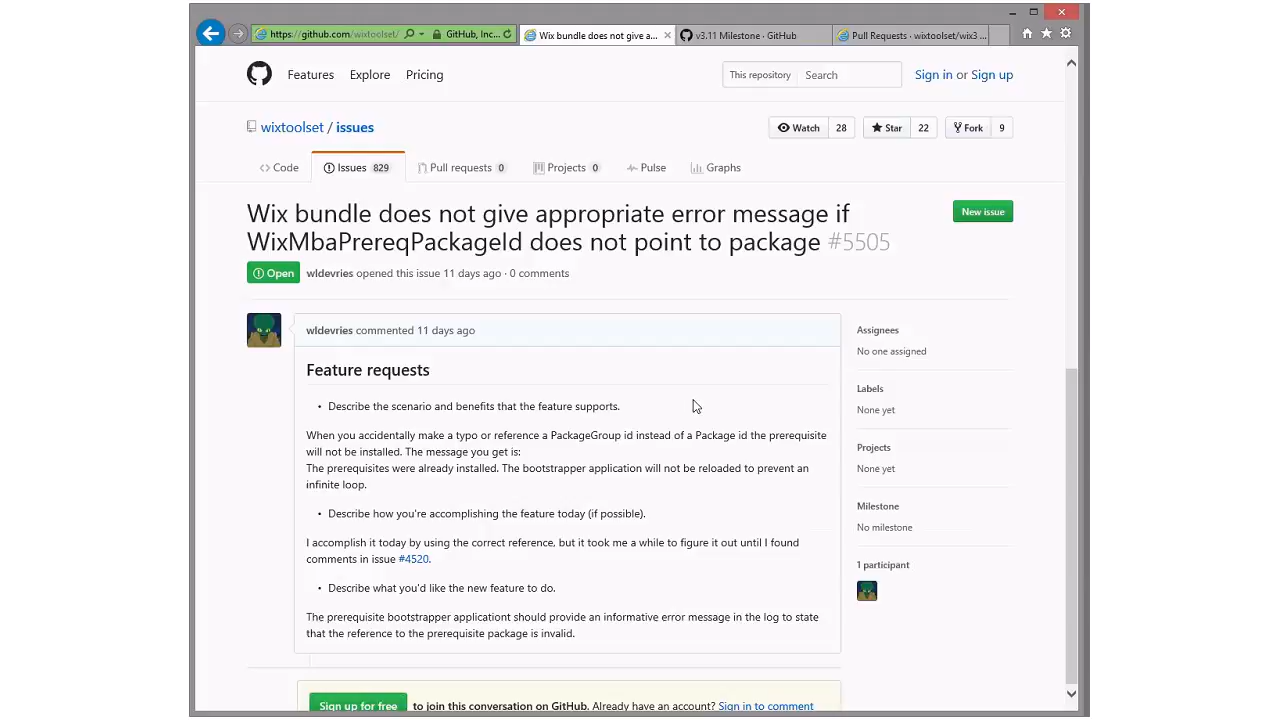 https://github.com/wixtoolset/ GitHub, Inc... Wix bundle does not give a... v3.11 Milestone · GitHub Pull Requests · wixtoolset/wix3 ...
Features Explore Pricing This repository Search Sign in or Sign up
wixtoolset / issues Watch 28 Star 22 Fork 9
Code Issues 829 Pull requests 0 Projects 0 Pulse Graphs
Wix bundle does not give appropriate error message if
WixMbaPrereqPackageId does not point to package #5505
New issue
Open wldevries opened this issue 11 days ago · 0 comments
wldevries commented 11 days ago
Feature requests
• Describe the scenario and benefits that the feature supports.
When you accidentally make a typo or reference a PackageGroup id instead of a Package id the prerequisite
will not be installed. The message you get is:
The prerequisites were already installed. The bootstrapper application will not be reloaded to prevent an
infinite loop.
• Describe how you're accomplishing the feature today (if possible).
I accomplish it today by using the correct reference, but it took me a while to figure it out until I found
comments in issue #4520.
• Describe what you'd like the new feature to do.
The prerequisite bootstrapper applicationt should provide an informative error message in the log to state
that the reference to the prerequisite package is invalid.
Assignees
No one assigned
Labels
None yet
Projects
None yet
Milestone
No milestone
1 participant
Sign up for free to join this conversation on GitHub. Already have an account? Sign in to comment